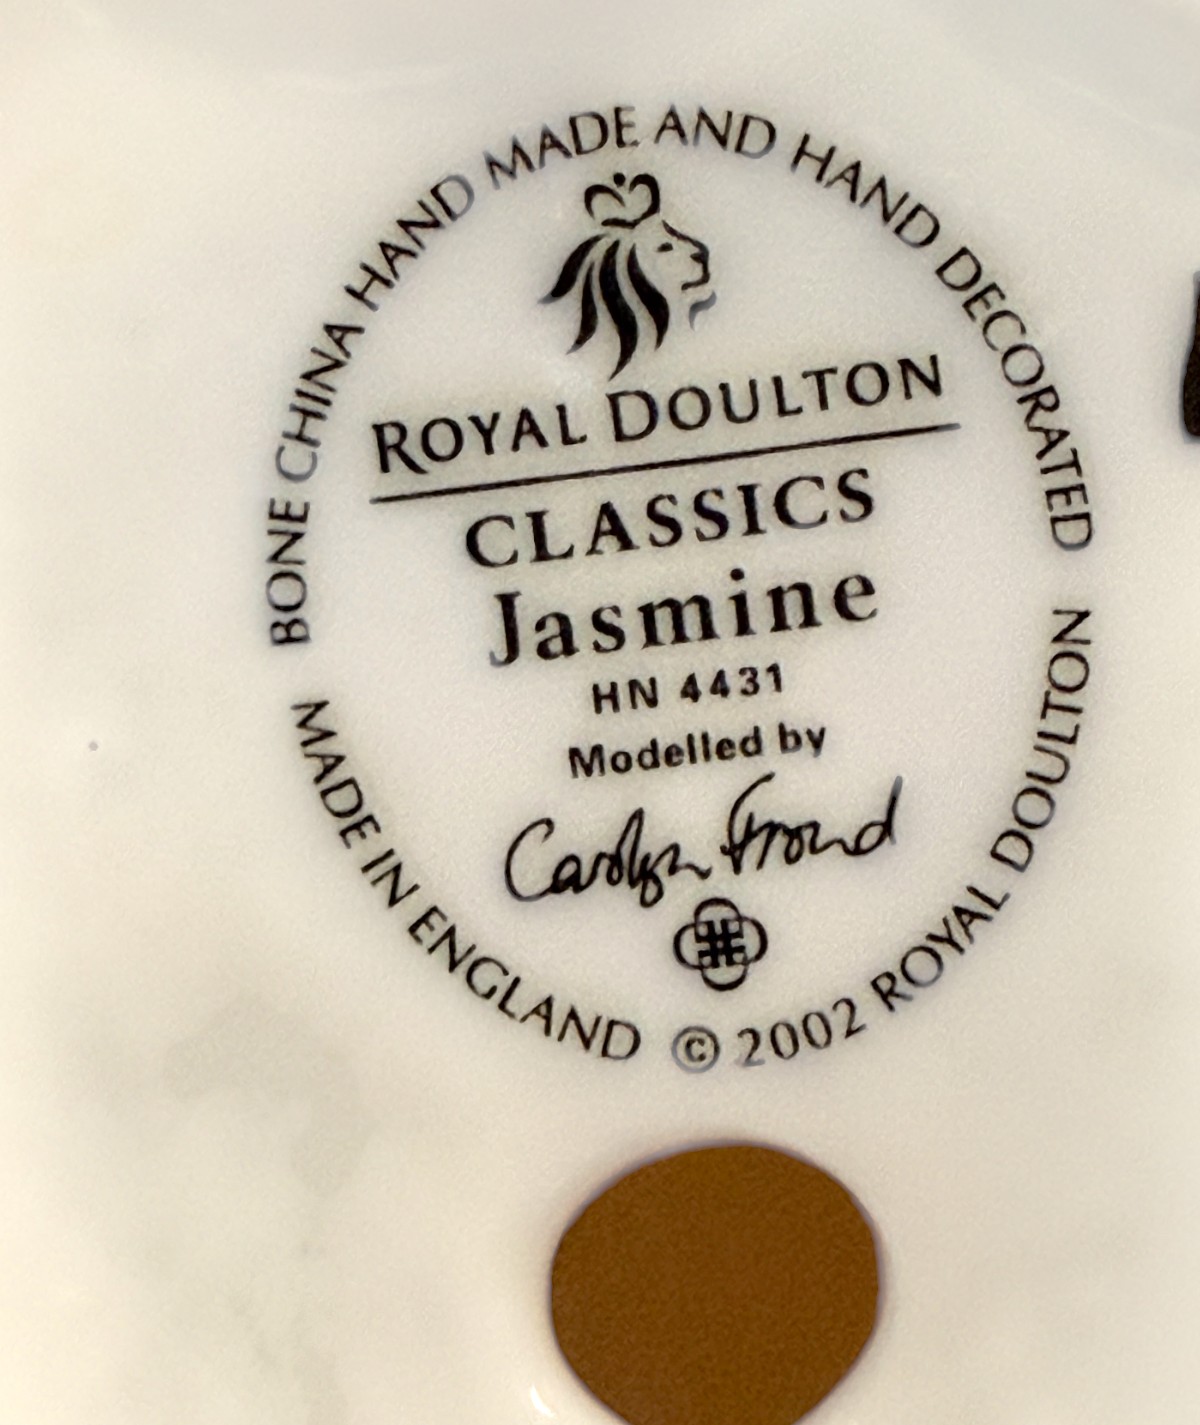 BONE CHINA HAND MADE AND HAND DECORATED
ROYAL DOULTON
CLASSICS
Jasmine
HN 4431
Modelled by
Carolyn Froud
MADE IN ENGLAND © 2002 ROYAL DOULTON